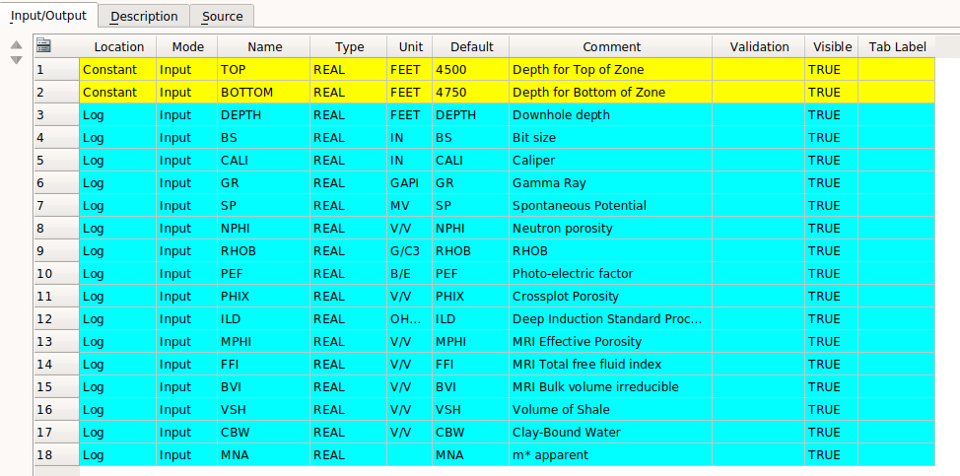 Input/Output Description Source
Location Mode Name Type Unit Default Comment Validation Visible Tab Label
1 Constant Input TOP REAL FEET 4500 Depth for Top of Zone TRUE
2 Constant Input BOTTOM REAL FEET 4750 Depth for Bottom of Zone TRUE
3 Log Input DEPTH REAL FEET DEPTH Downhole depth TRUE
4 Log Input BS REAL IN BS Bit size TRUE
5 Log Input CALI REAL IN CALI Caliper TRUE
6 Log Input GR REAL GAPI GR Gamma Ray TRUE
7 Log Input SP REAL MV SP Spontaneous Potential TRUE
8 Log Input NPHI REAL V/V NPHI Neutron porosity TRUE
9 Log Input RHOB REAL G/C3 RHOB RHOB TRUE
10 Log Input PEF REAL B/E PEF Photo-electric factor TRUE
11 Log Input PHIX REAL V/V PHIX Crossplot Porosity TRUE
12 Log Input ILD REAL OH... ILD Deep Induction Standard Proc... TRUE
13 Log Input MPHI REAL V/V MPHI MRI Effective Porosity TRUE
14 Log Input FFI REAL V/V FFI MRI Total free fluid index TRUE
15 Log Input BVI REAL V/V BVI MRI Bulk volume irreducible TRUE
16 Log Input VSH REAL V/V VSH Volume of Shale TRUE
17 Log Input CBW REAL V/V CBW Clay-Bound Water TRUE
18 Log Input MNA REAL MNA m* apparent TRUE